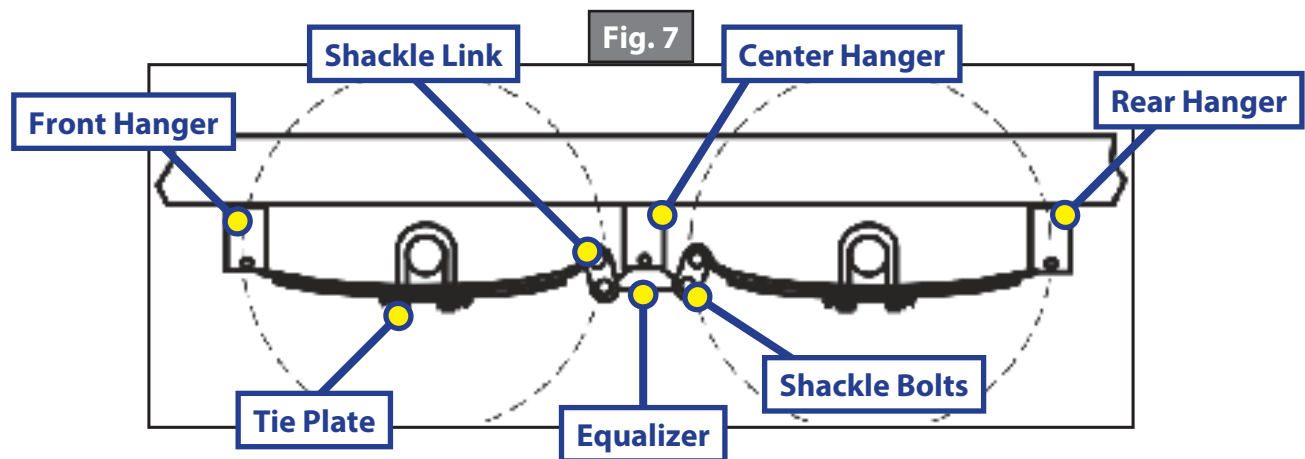 Fig. 7
Shackle Link
Center Hanger
Rear Hanger
Front Hanger
Shackle Bolts
Tie Plate
Equalizer